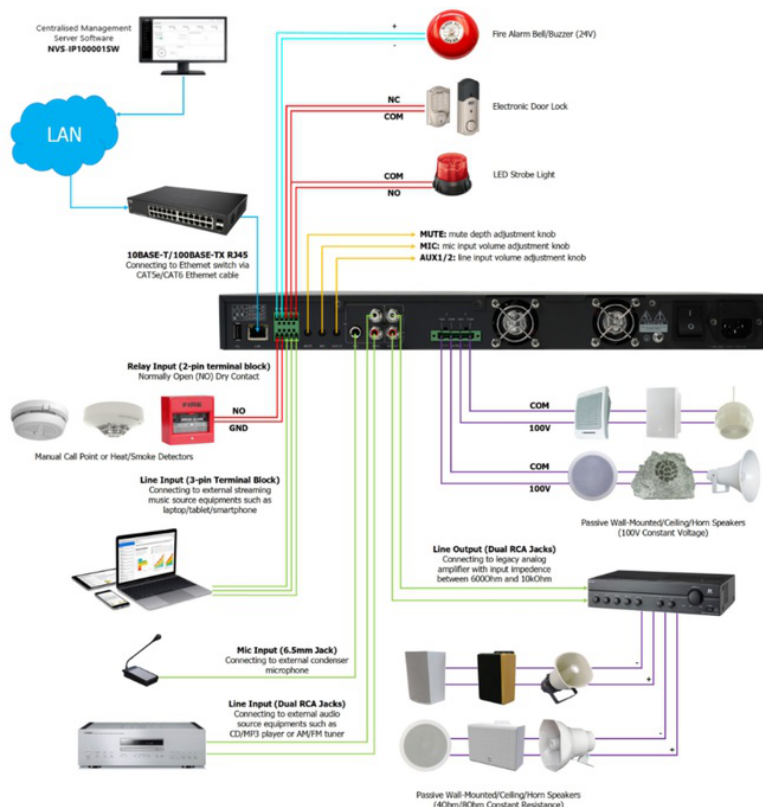 Centralised Management
Server Software
NVS-IP100001SW
+
-
Fire Alarm Bell/Buzzer (24V)
NC
COM
Electronic Door Lock
LAN
COM
NO
LED Strobe Light
10BASE-T/100BASE-TX RJ45
Connecting to Ethernet switch via
CAT5e/CAT6 Ethernet cable
MUTE: mute depth adjustment knob
MIC: mic input volume adjustment knob
AUX1/2: line input volume adjustment knob
Relay Input (2-pin terminal block)
Normally Open (NO) Dry Contact
FIRE
NO
GND
Manual Call Point or Heat/Smoke Detectors
COM
100V
COM
100V
Passive Wall-Mounted/Ceiling/Horn Speakers
(100V Constant Voltage)
Line Input (3-pin Terminal Block)
Connecting to external streaming
music source equipments such as
laptop/tablet/smartphone
Line Output (Dual RCA Jacks)
Connecting to legacy analog
amplifier with input impedance
between 600Ohm and 10kOhm
Mic Input (6.5mm Jack)
Connecting to external condenser
microphone
Line Input (Dual RCA Jacks)
Connecting to external audio
source equipments such as
CD/MP3 player or AM/FM tuner
-
+
-
+
Passive Wall-Mounted/Ceiling/Horn Speakers
(4Ohm/8Ohm Constant Resistance)